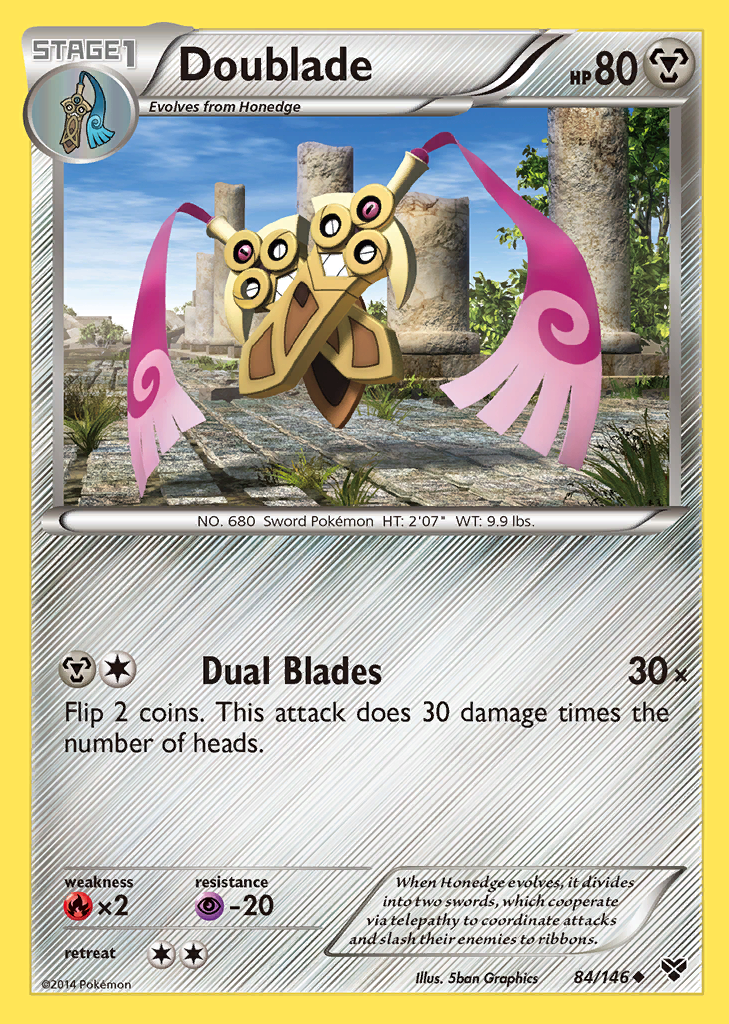 STAGE1
Doublade
HP80
Evolves from Honedge
NO. 680 Sword Pokémon HT: 2'07" WT: 9.9 lbs.
Dual Blades 30×
Flip 2 coins. This attack does 30 damage times the
number of heads.
weakness
×2
resistance
-20
retreat
When Honedge evolves, it divides
into two swords, which cooperate
via telepathy to coordinate attacks
and slash their enemies to ribbons.
©2014 Pokémon
Illus. 5ban Graphics
84/146